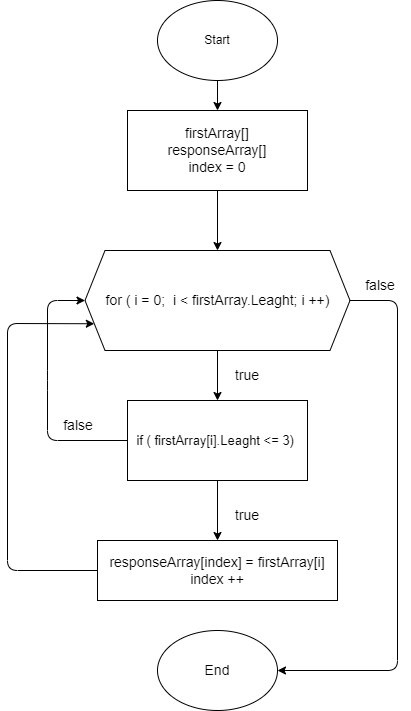 Start
firstArray[]
responseArray[]
index = 0
for ( i = 0;  i < firstArray.Leaght; i ++)
false
true
if ( firstArray[i].Leaght <= 3)
false
true
responseArray[index] = firstArray[i]
index ++
End